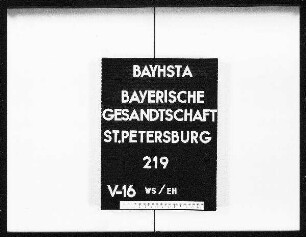 BAYHSTA
BAYERISCHE
GESANDTSCHAFT
ST. PETERSBURG
219
V-16 WS/EH